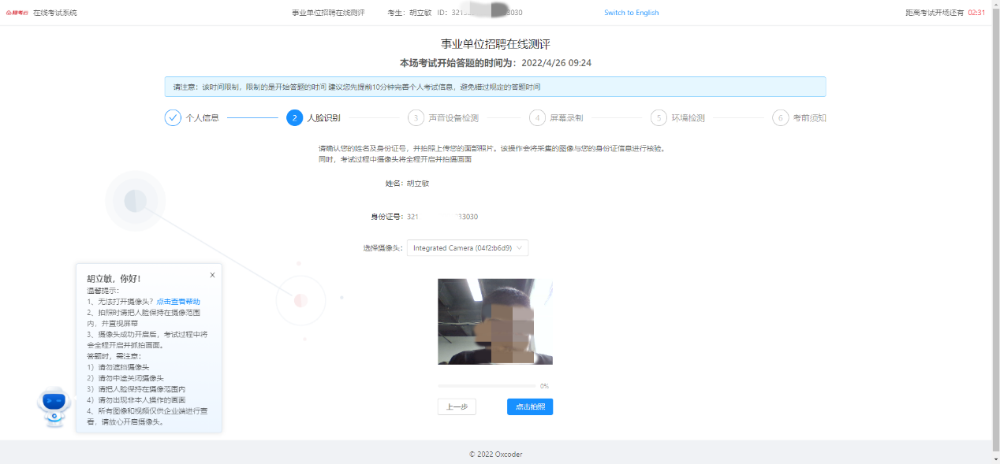 超考云 在线考试系统
事业单位招聘在线测评 考生：胡立敏 ID：321 3030
Switch to English
距离考试开场还有 02:31
事业单位招聘在线测评
本场考试开始答题的时间为：2022/4/26 09:24
请注意：该时间限制，限制的是开始答题的时间 建议您先提前10分钟完善个人考试信息，避免错过规定的答题时间
个人信息
2 人脸识别
3 声音设备检测
4 屏幕录制
5 环境检测
6 考前须知
请确认您的姓名及身份证号，并拍照上传您的面部照片。该操作会将采集的图像与您的身份证信息进行核验。
同时，考试过程中摄像头将全程开启并拍摄画面
姓名：胡立敏
身份证号：321 33030
选择摄像头：Integrated Camera (04f2:b6d9)
胡立敏，你好！ X
温馨提示：
1、无法打开摄像头？点击查看帮助
2、拍照时请把人脸保持在摄像范围
内，并直视屏幕
3、摄像头成功开启后，考试过程中将
会全程开启并抓拍画面。
答题时，需注意：
1）请勿遮挡摄像头
2）请勿中途关闭摄像头
3）请把人脸保持在摄像范围内
4）请勿出现非本人操作的画面
4、所有图像和视频仅供企业端进行查
看，请放心开启摄像头。
0%
上一步 点击拍照
© 2022 Oxcoder